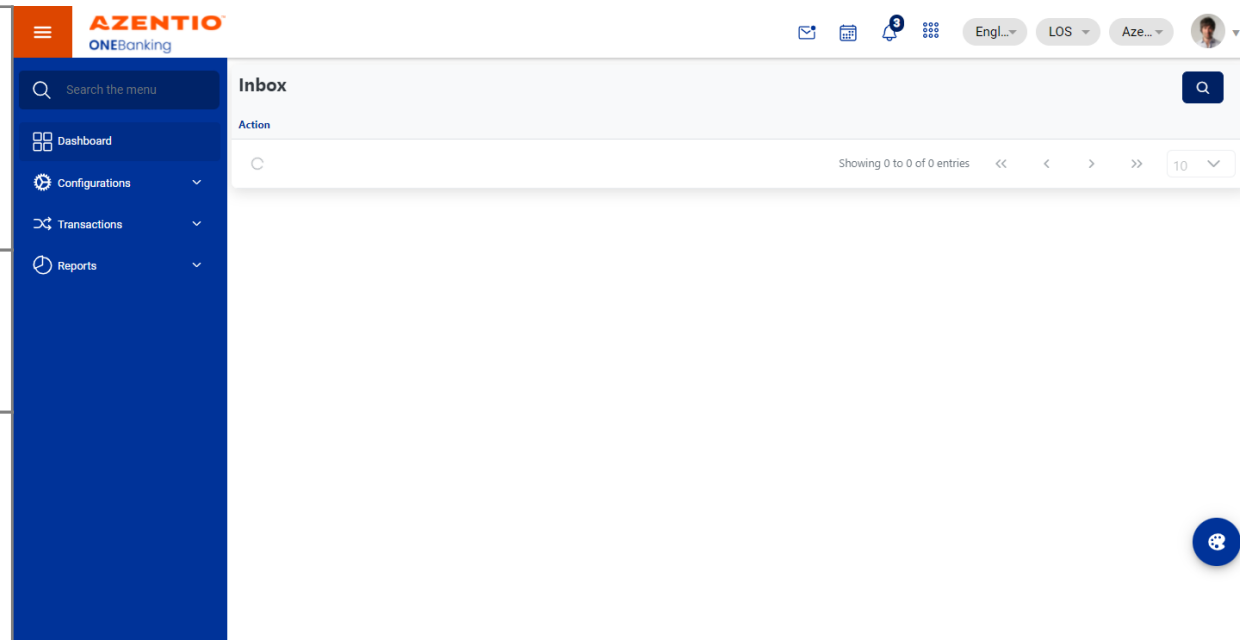 AZENTIO
ONEBanking
3
Engl...
LOS
Aze...
Search the menu
Dashboard
Configurations
Transactions
Reports
Inbox
Action
Showing 0 to 0 of 0 entries
10